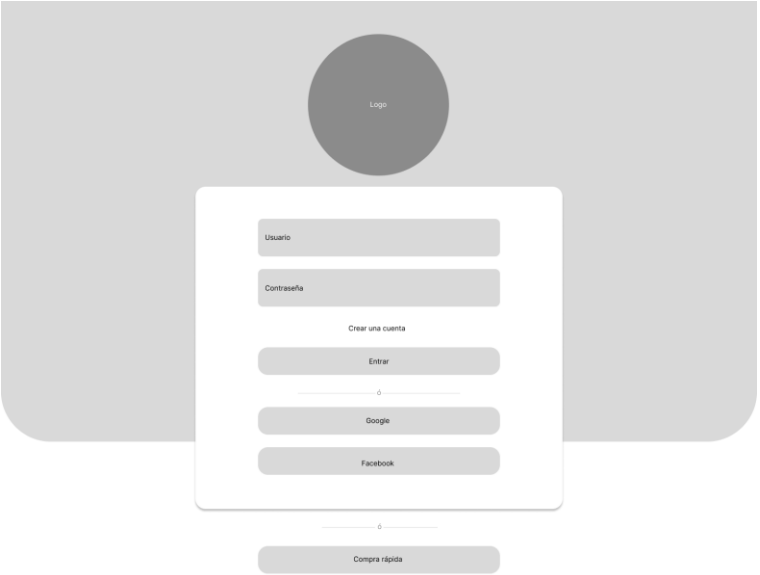 Logo
Usuario
Contraseña
Crear una cuenta
Entrar
ó
Google
Facebook
ó
Compra rápida